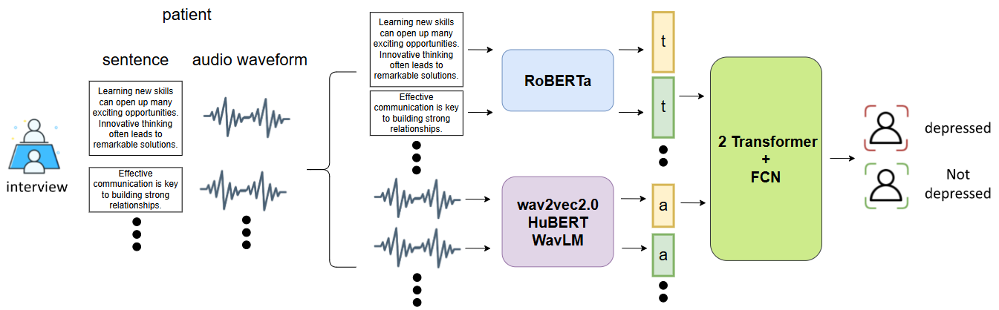 patient
sentence
audio waveform
Learning new skills
can open up many
exciting opportunities.
Innovative thinking
often leads to
remarkable solutions.
Effective
communication is key
to building strong
relationships.
interview
Learning new skills
can open up many
exciting opportunities.
Innovative thinking
often leads to
remarkable solutions.
Effective
communication is key
to building strong
relationships.
RoBERTa
wav2vec2.0
HuBERT
WavLM
t
t
a
a
2 Transformer
+
FCN
depressed
Not
depressed